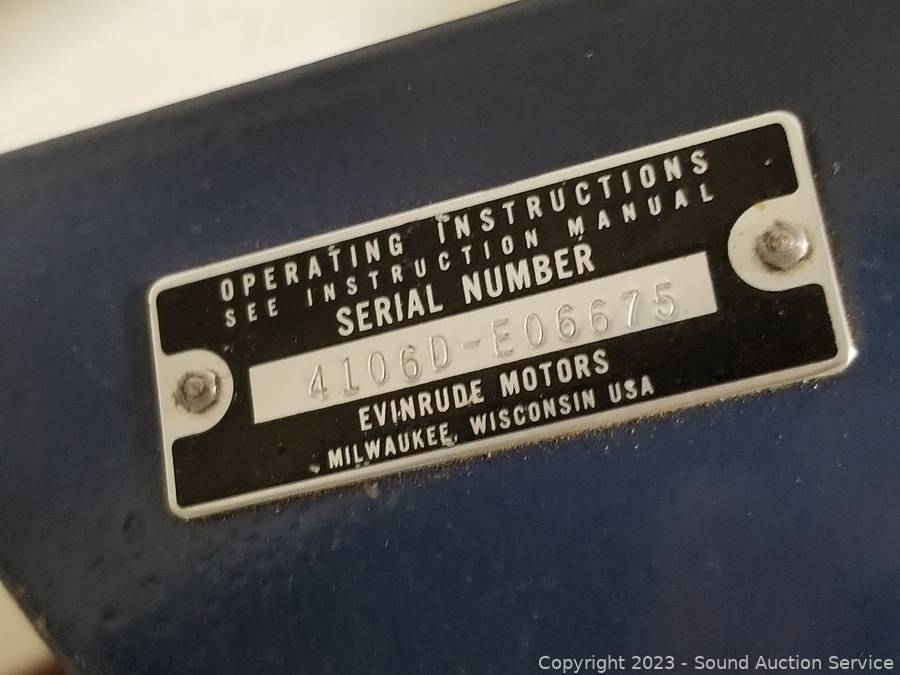 OPERATING INSTRUCTIONS
SEE INSTRUCTION MANUAL
SERIAL NUMBER
4106D-E06675
EVINRUDE MOTORS
MILWAUKEE, WISCONSIN USA
Copyright 2023 - Sound Auction Service